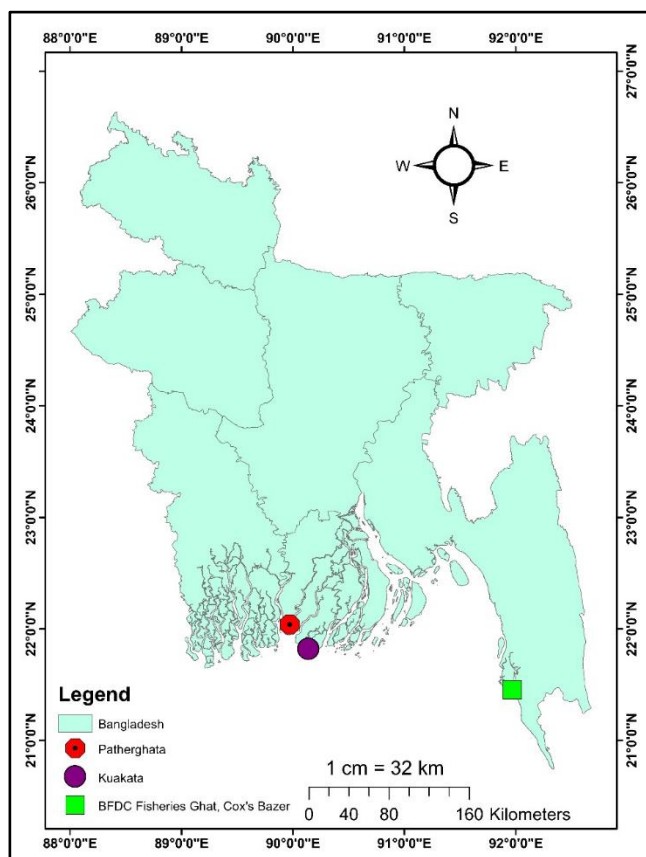 88°0'0"E 89°0'0"E 90°0'0"E 91°0'0"E 92°0'0"E
27°0'0"N
N
W E
S
26°0'0"N 26°0'0"N
25°0'0"N 25°0'0"N
24°0'0"N 24°0'0"N
23°0'0"N 23°0'0"N
22°0'0"N 22°0'0"N
21°0'0"N 21°0'0"N
Legend
Bangladesh
Patherghata
Kuakata
BFDC Fisheries Ghat, Cox's Bazer
1 cm = 32 km
0 40 80 160 Kilometers
88°0'0"E 89°0'0"E 90°0'0"E 91°0'0"E 92°0'0"E